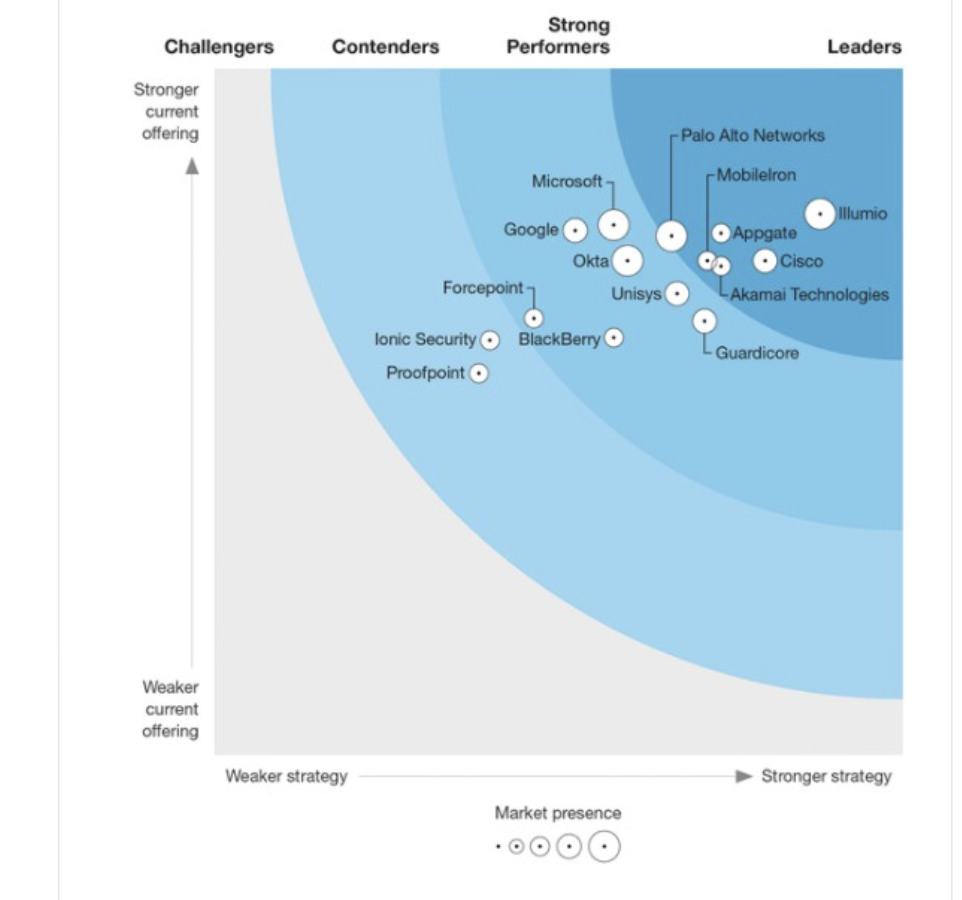 Strong
Challengers Contenders Performers Leaders
Stronger
current
offering
Palo Alto Networks
MobileIron
Microsoft
Illumio
Google
Appgate
Okta
Cisco
Forcepoint
Unisys
Akamai Technologies
Ionic Security
BlackBerry
Guardicore
Proofpoint
Weaker
current
offering
Weaker strategy
Stronger strategy
Market presence